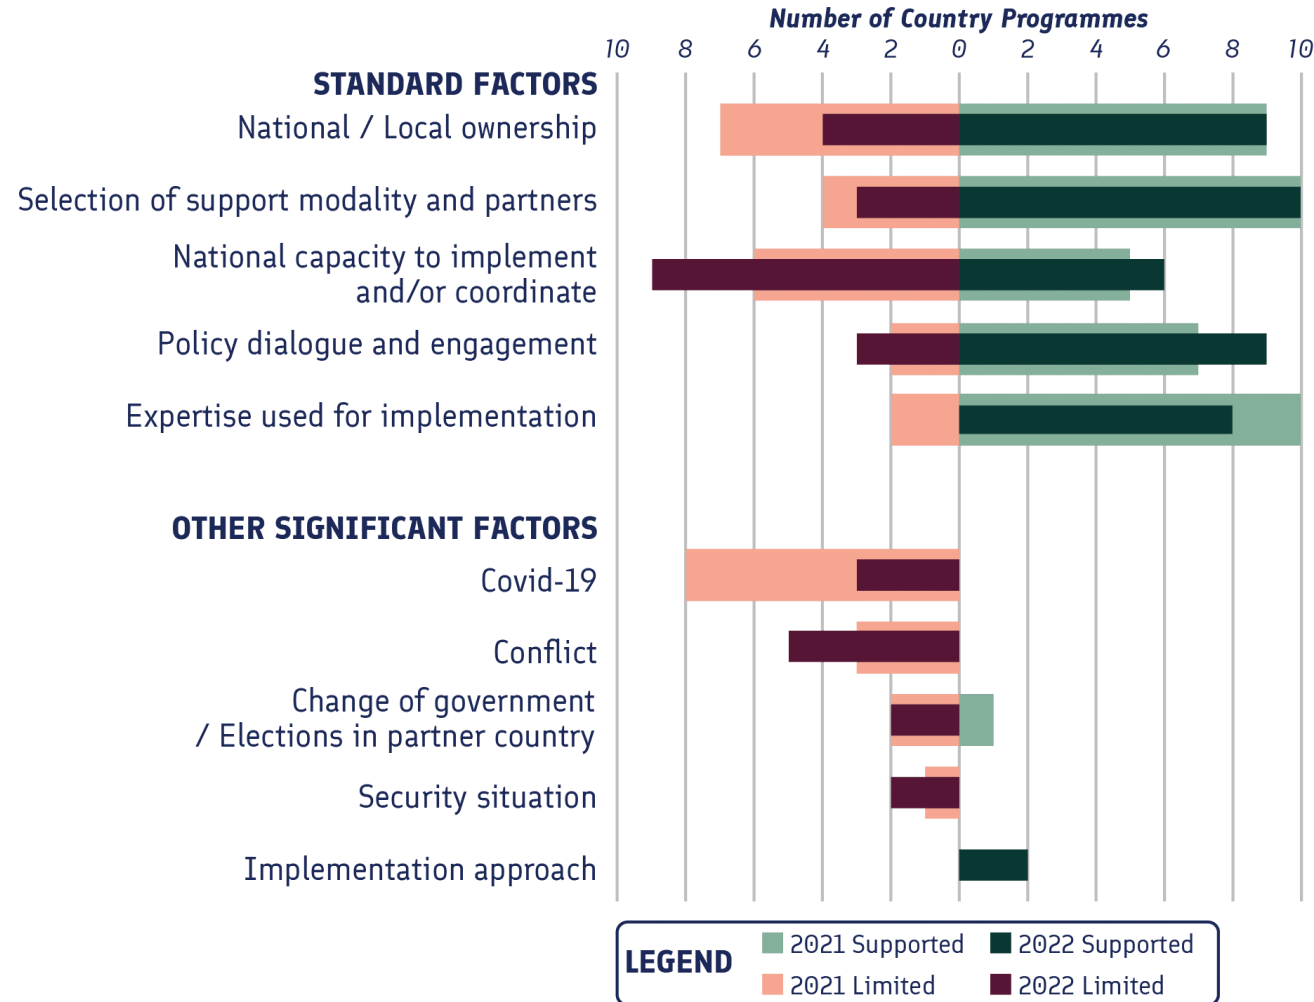 Number of Country Programmes
10 8 6 4 2 0 2 4 6 8 10
STANDARD FACTORS
National / Local ownership
Selection of support modality and partners
National capacity to implement
and/or coordinate
Policy dialogue and engagement
Expertise used for implementation
OTHER SIGNIFICANT FACTORS
Covid-19
Conflict
Change of government
/ Elections in partner country
Security situation
Implementation approach
LEGEND
2021 Supported 2022 Supported
2021 Limited 2022 Limited